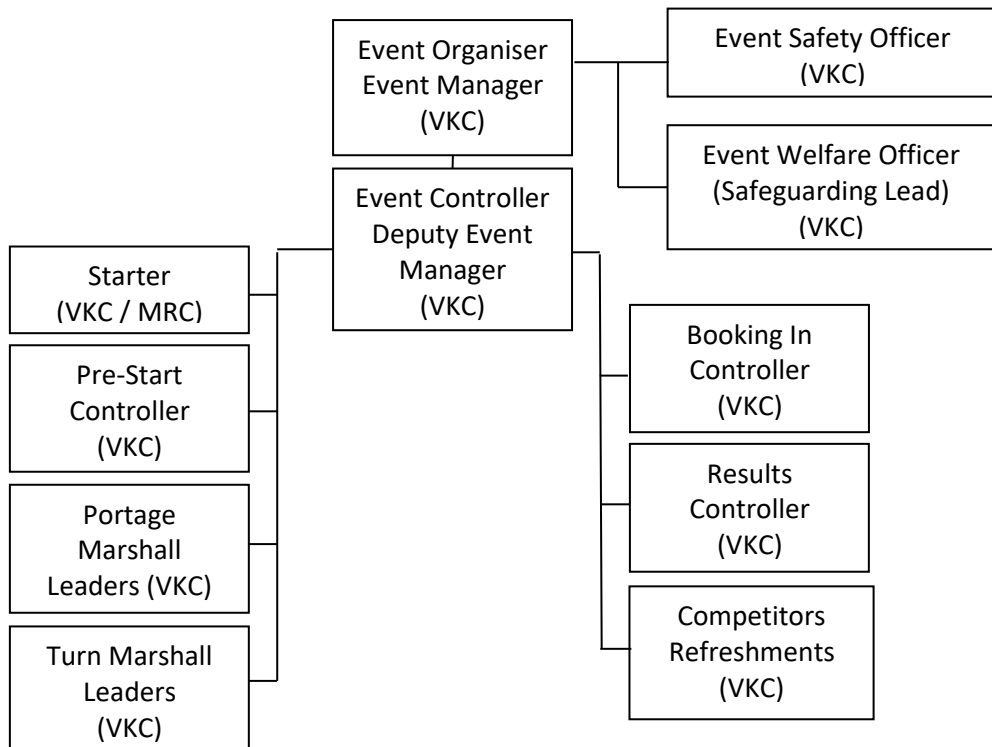 Event Organiser
Event Manager
(VKC)
Event Safety Officer
(VKC)
Event Welfare Officer
(Safeguarding Lead)
(VKC)
Event Controller
Deputy Event
Manager
(VKC)
Starter
(VKC / MRC)
Pre-Start
Controller
(VKC)
Portage
Marshall
Leaders (VKC)
Turn Marshall
Leaders
(VKC)
Booking In
Controller
(VKC)
Results
Controller
(VKC)
Competitors
Refreshments
(VKC)